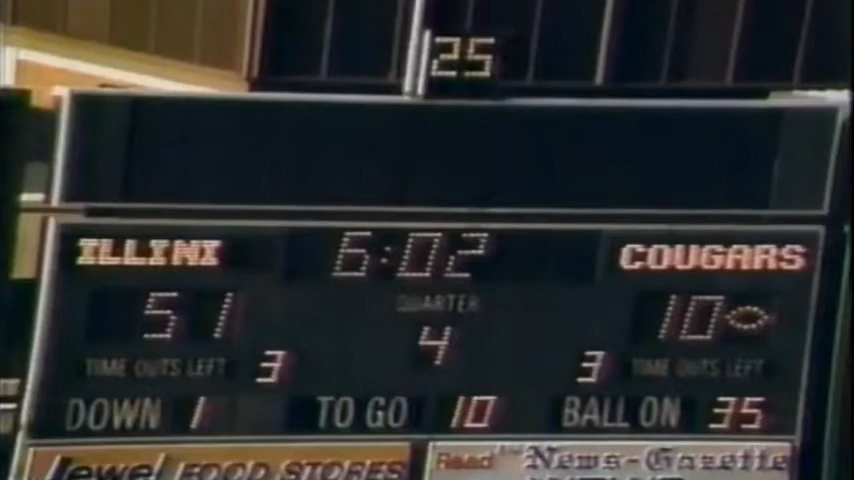 25
ILLINI 6:02 COUGARS
51 QUARTER 10
4
TIME OUTS LEFT 3 3 TIME OUTS LEFT
DOWN 1 TO GO 10 BALL ON 35
Jewel FOOD STORES Read The News-Gazette